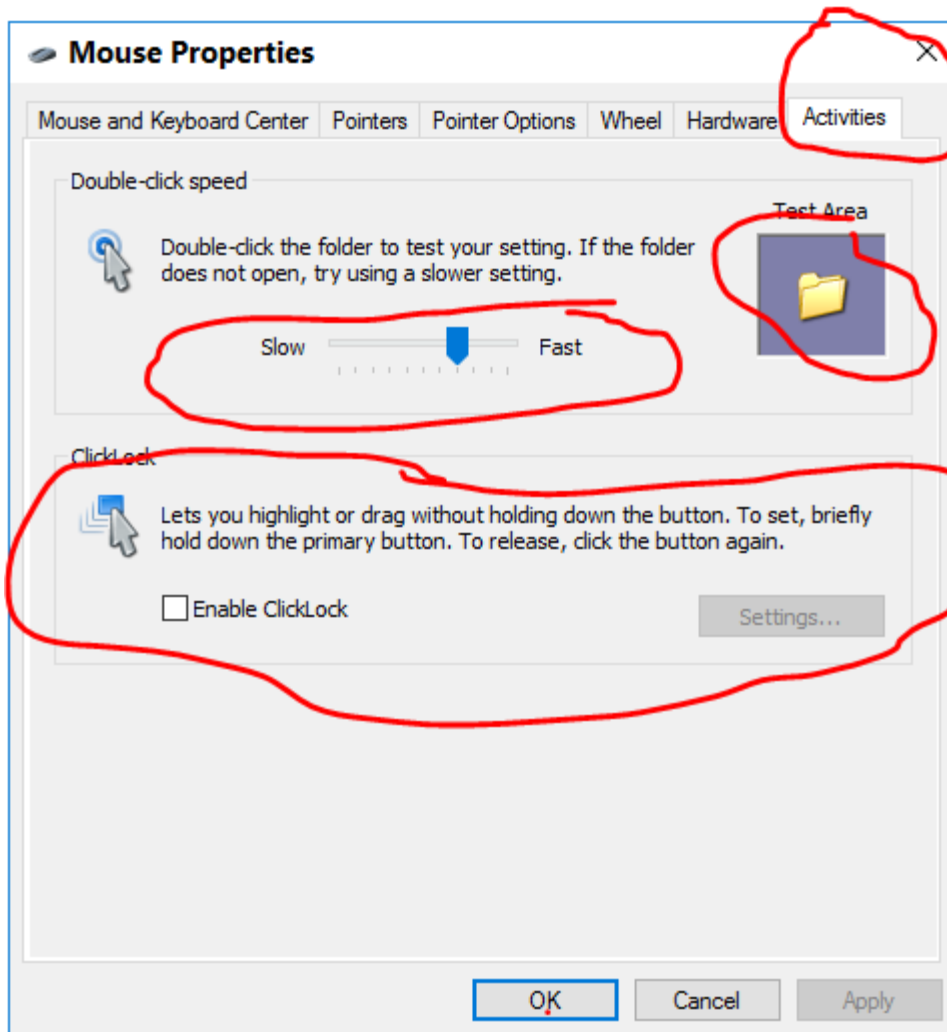 Mouse Properties
Mouse and Keyboard Center Pointers Pointer Options Wheel Hardware Activities
Double-click speed
Test Area
Double-click the folder to test your setting. If the folder
does not open, try using a slower setting.
Slow Fast
ClickLock
Lets you highlight or drag without holding down the button. To set, briefly
hold down the primary button. To release, click the button again.
Enable ClickLock
Settings...
OK Cancel Apply